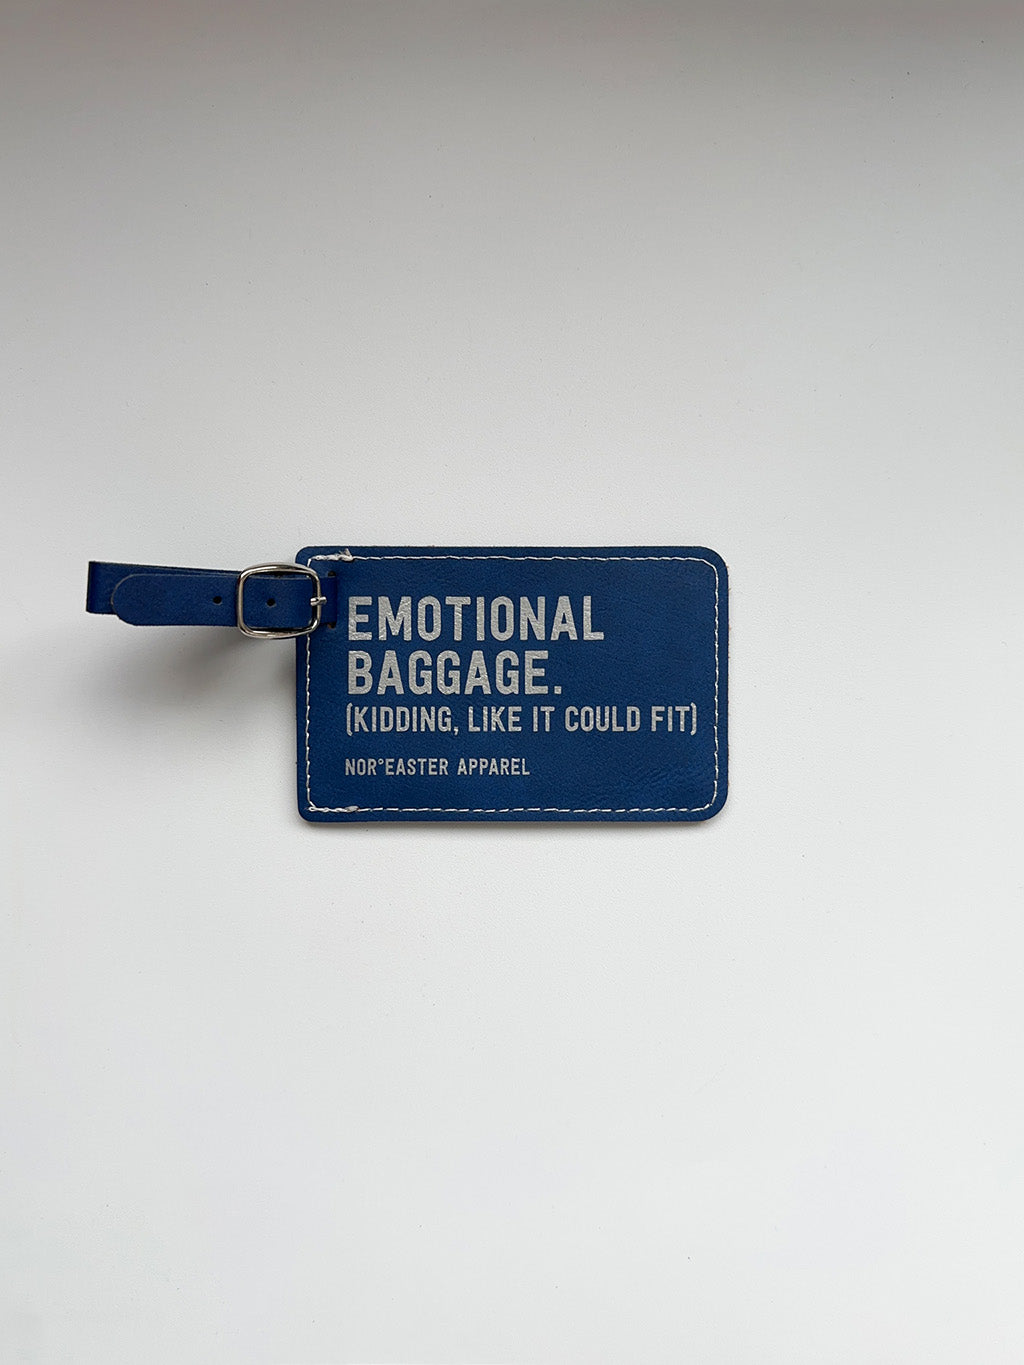 EMOTIONAL
BAGGAGE.
(KIDDING, LIKE IT COULD FIT)
NOR°EASTER APPAREL